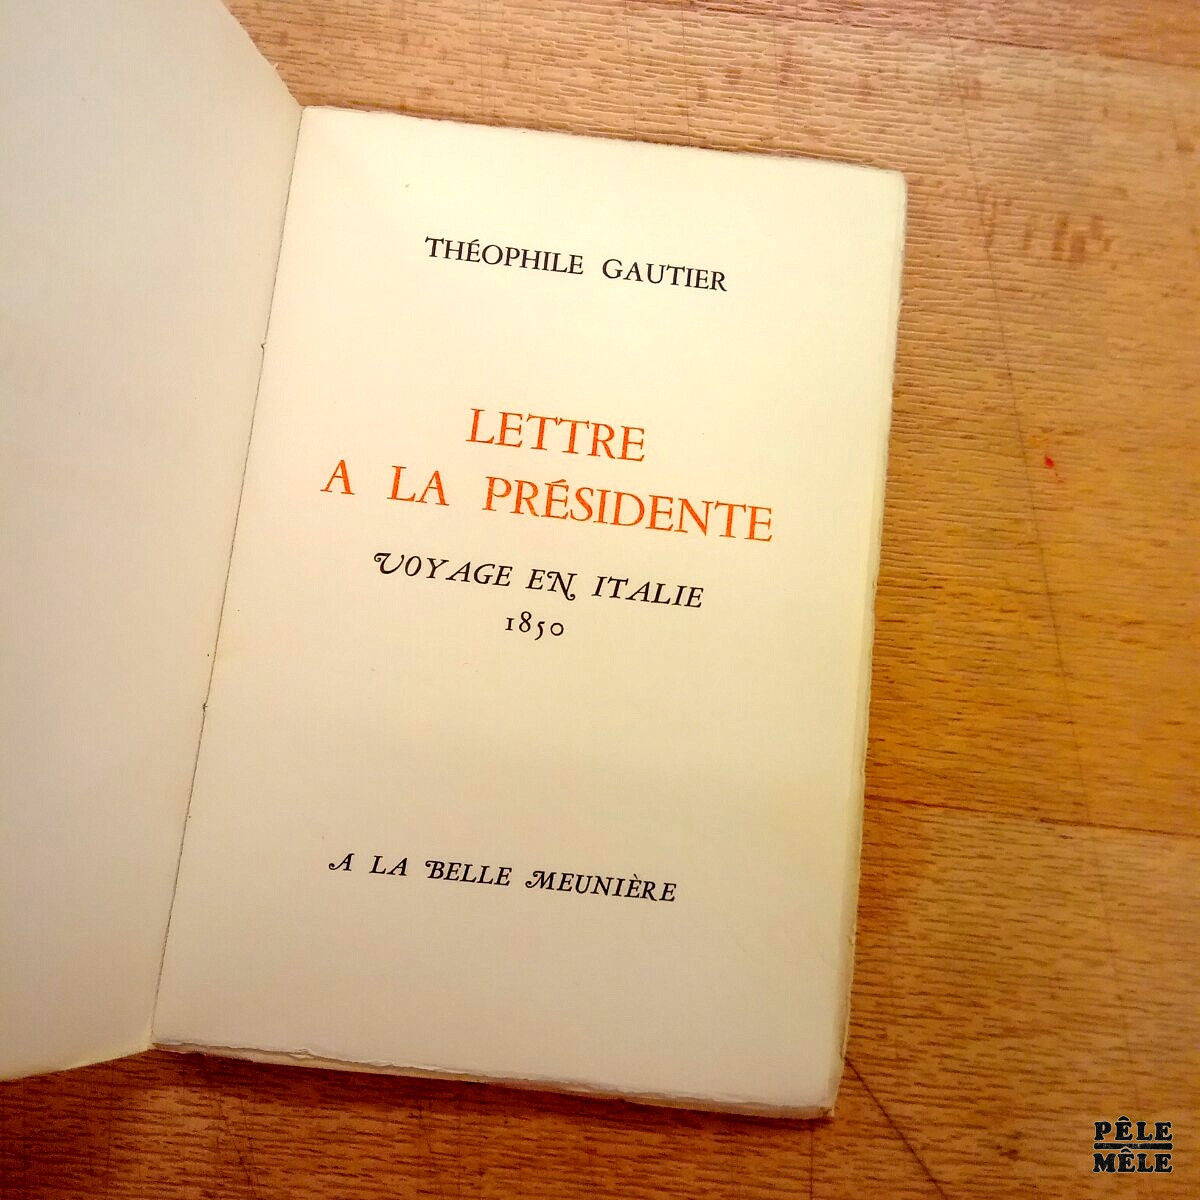 THÉOPHILE GAUTIER
LETTRE
A LA PRÉSIDENTE
VOYAGE EN ITALIE
1850
A LA BELLE MEUNIÈRE
PÊLE
MÊLE